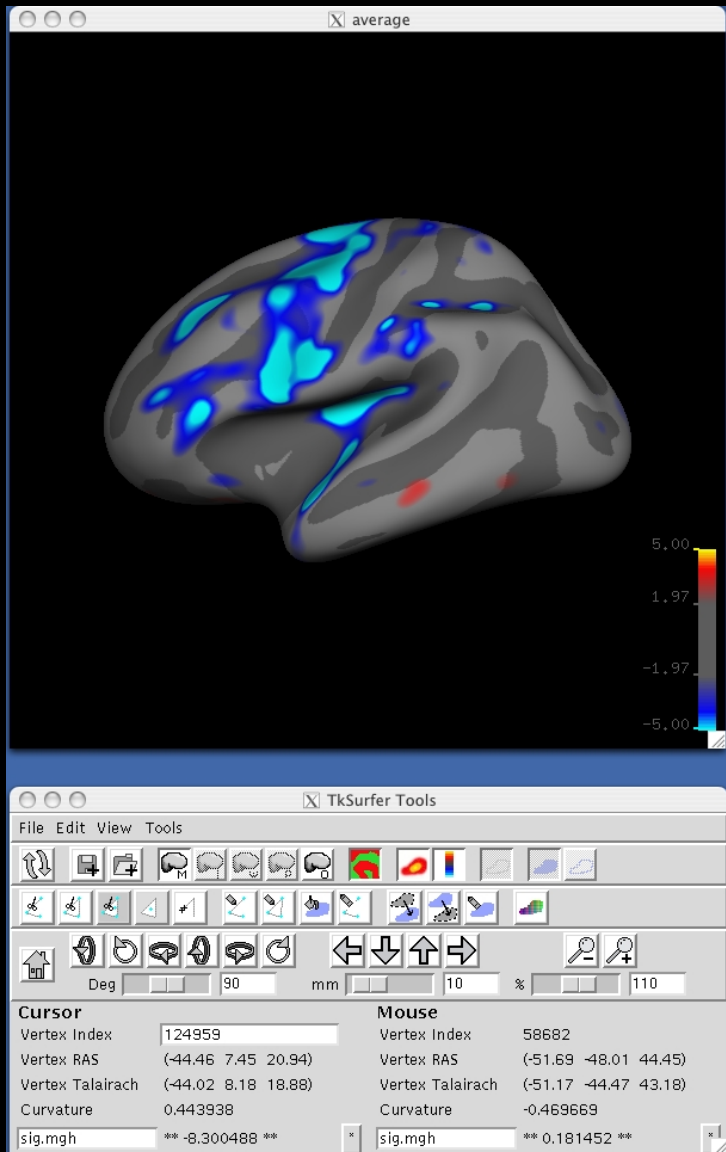 X average
5.00
1.97
-1.97
-5.00
X TkSurfer Tools
File Edit View Tools
M I O P O
Deg 90 mm 10 % 110
Cursor Mouse
Vertex Index 124959 Vertex Index 58682
Vertex RAS (-44.46 7.45 20.94) Vertex RAS (-51.69 -48.01 44.45)
Vertex Talairach (-44.02 8.18 18.88) Vertex Talairach (-51.17 -44.47 43.18)
Curvature 0.443938 Curvature -0.469669
sig.mgh ** -8.300488 ** * sig.mgh ** 0.181452 ** *